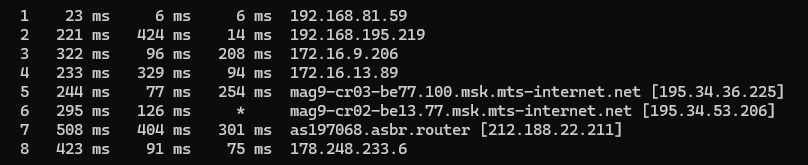 1 23 ms 6 ms 6 ms 192.168.81.59
2 221 ms 424 ms 14 ms 192.168.195.219
3 322 ms 96 ms 208 ms 172.16.9.206
4 233 ms 329 ms 94 ms 172.16.13.89
5 244 ms 77 ms 254 ms mag9-cr03-be77.100.msk.mts-internet.net [195.34.36.225]
6 295 ms 126 ms * mag9-cr02-be13.77.msk.mts-internet.net [195.34.53.206]
7 508 ms 404 ms 301 ms as197068.asbr.router [212.188.22.211]
8 423 ms 91 ms 75 ms 178.248.233.6